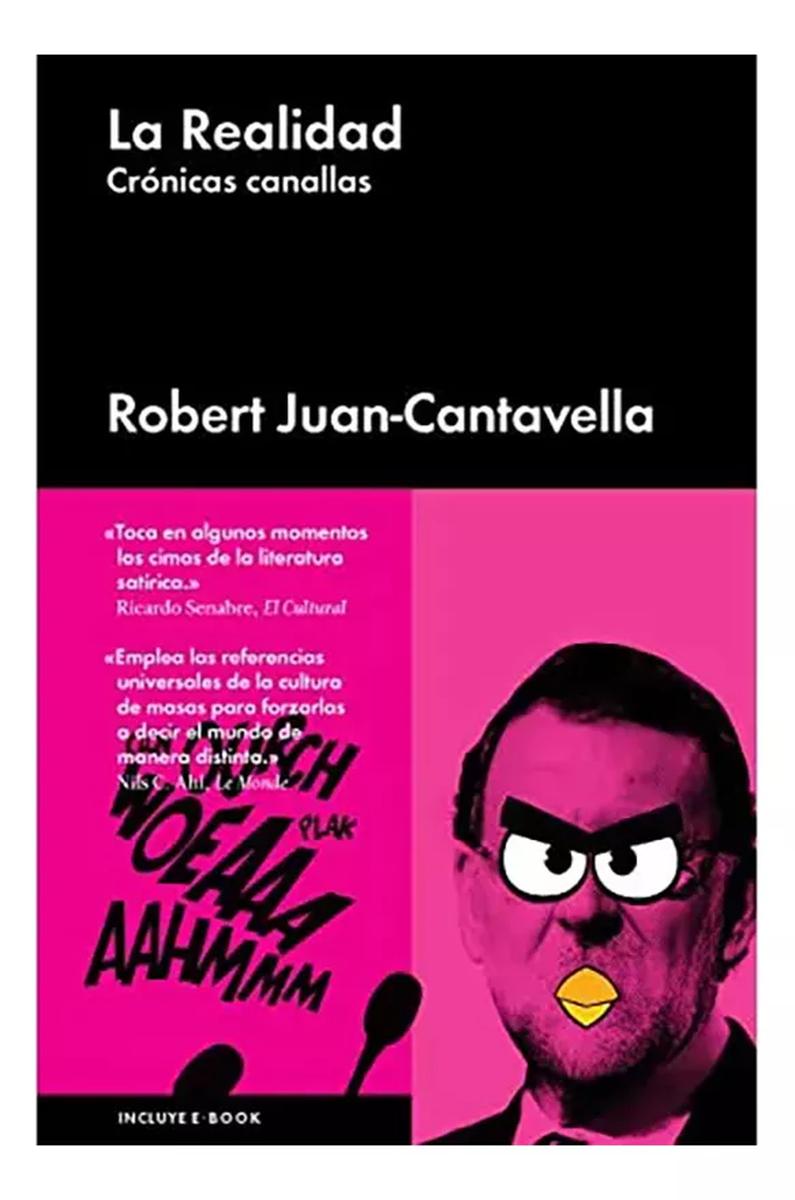 La Realidad
Crónicas canallas
Robert Juan-Cantavella
«Toca en algunos momentos
las cimas de la literatura
satírica.»
Ricardo Senabre, El Cultural
«Emplea las referencias
universales de la cultura
de masas para forzarlas
a decir el mundo de
manera distinta.»
Nils C. Ahl, Le Monde
WOEAAA
PLAK
AAHMMM
INCLUYE E-BOOK